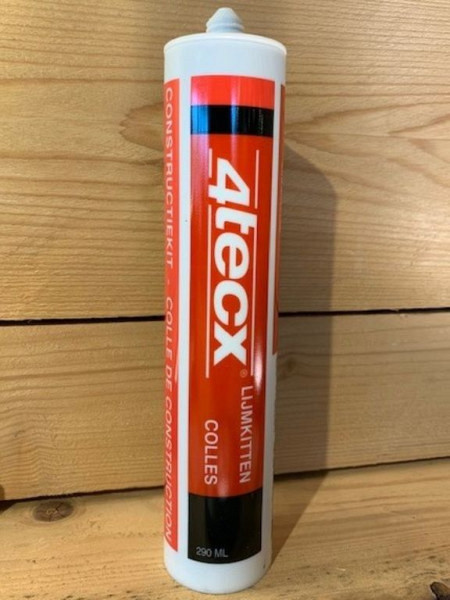 4tecx®
LIJMKITTEN
COLLES
290 ML
CONSTRUCTIEKIT - COLLE DE CONSTRUCTION